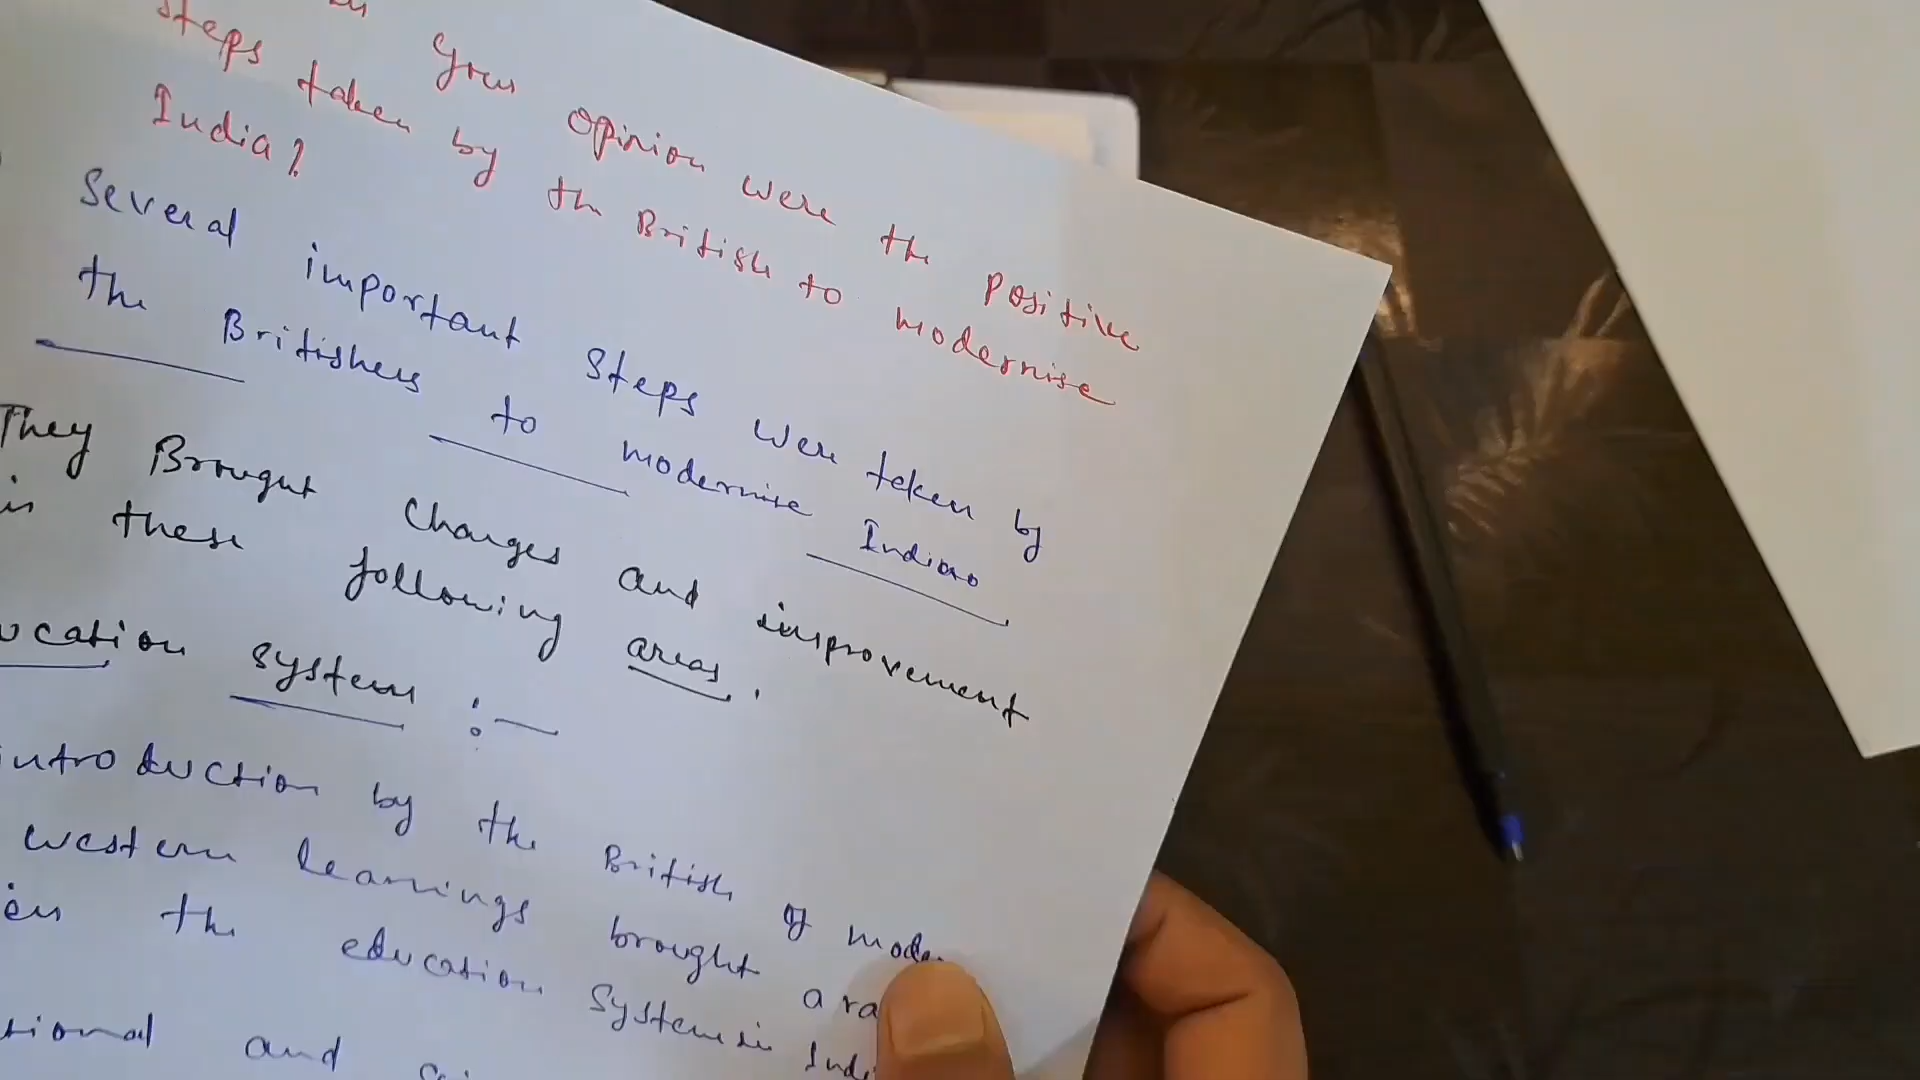 your opinion were the positive
steps taken by the British to modernise
India?
Several important steps were taken by
the Britishers to modernise India
They Brought changes and improvement
in these following areas.
ucation system :—
introduction by the British of mode
western learnings brought a ra
in the education system in Indi
tional and